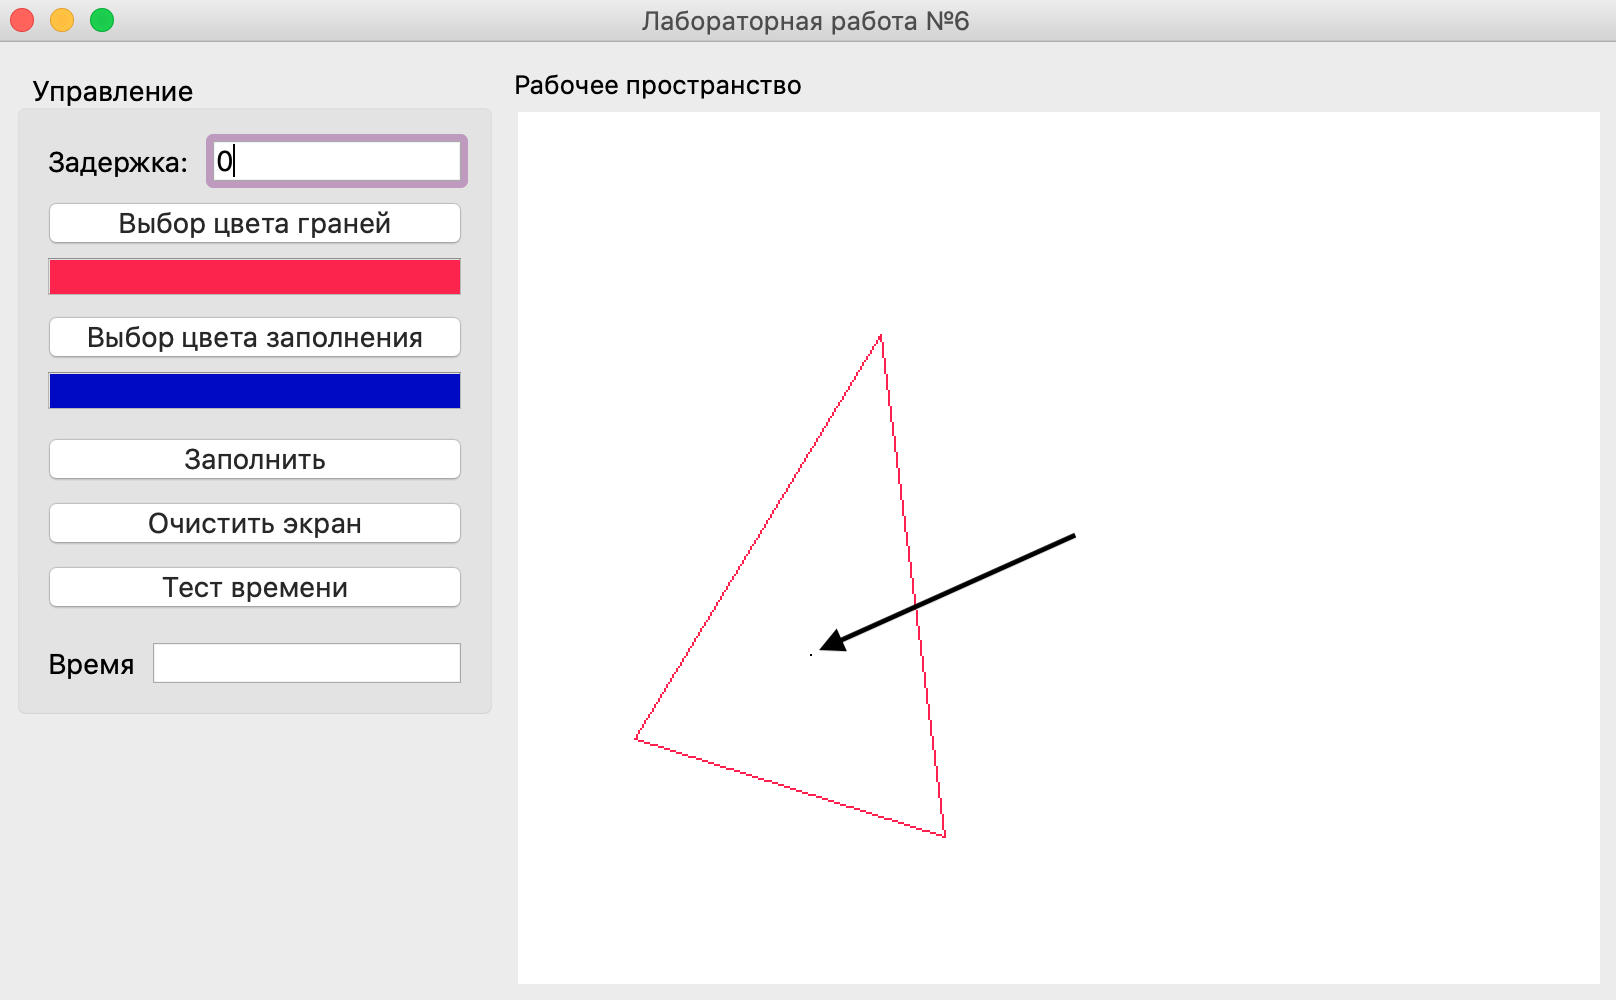 Лабораторная работа №6
Управление
Задержка: 0
Выбор цвета граней
Выбор цвета заполнения
Заполнить
Очистить экран
Тест времени
Время
Рабочее пространство